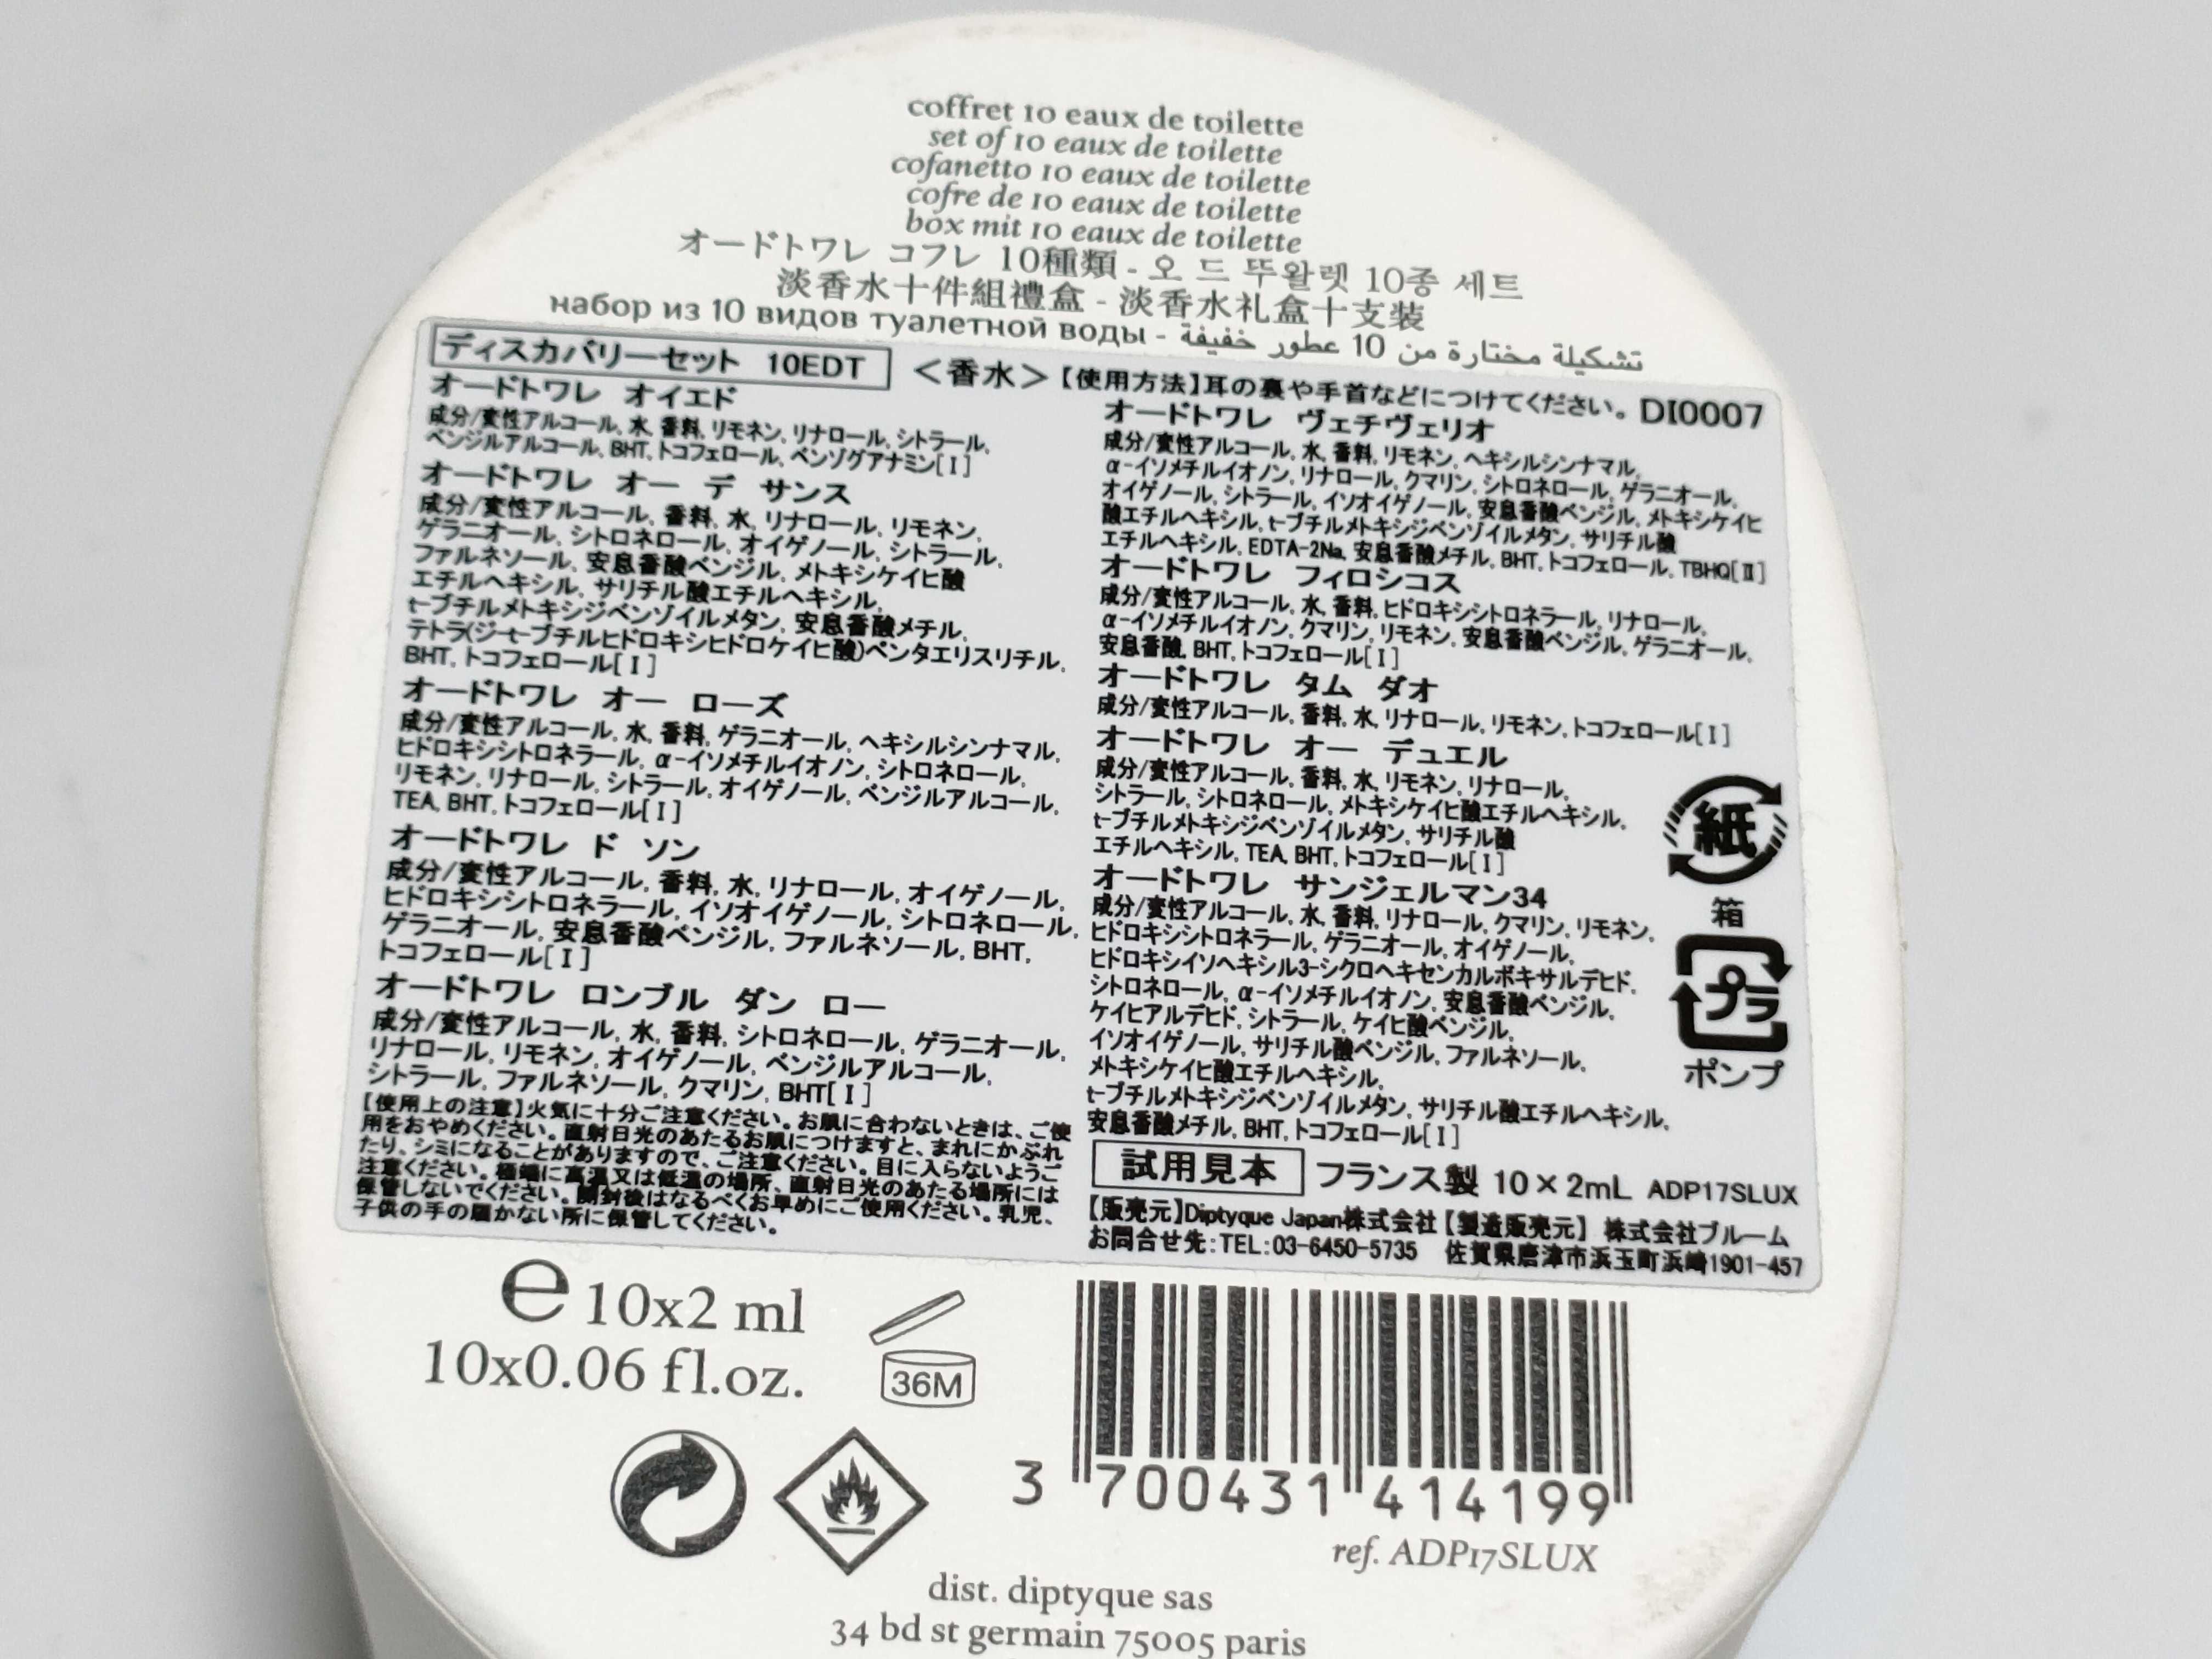 coffret 10 eaux de toilette
set of 10 eaux de toilette
cofanetto 10 eaux de toilette
cofre de 10 eaux de toilette
box mit 10 eaux de toilette
オードトワレ コフレ 10種類 - 오 드 뚜왈렛 10종 세트
淡香水十件組禮盒 - 淡香水礼盒十支装
набор из 10 видов туалетной воды - تشكيلة مختارة من 10 عطور خفيفة
ディスカバリーセット 10EDT <香水>【使用方法】耳の裏や手首などにつけてください。 DI0007
オードトワレ オイエド
成分/変性アルコール, 水, 香料, リモネン, リナロール, シトラール,
ベンジルアルコール, BHT, トコフェロール, ベンゾグアナミン[Ⅰ]
オードトワレ オー デ サンス
成分/変性アルコール, 香料, 水, リナロール, リモネン,
ゲラニオール, シトロネロール, オイゲノール, シトラール,
ファルネソール, 安息香酸ベンジル, メトキシケイヒ酸
エチルヘキシル, サリチル酸エチルヘキシル,
t-ブチルメトキシジベンゾイルメタン, 安息香酸メチル,
テトラ(ジ-t-ブチルヒドロキシヒドロケイヒ酸)ペンタエリスリチル,
BHT, トコフェロール[Ⅰ]
オードトワレ オー ローズ
成分/変性アルコール, 水, 香料, ゲラニオール, ヘキシルシンナマル,
ヒドロキシシトロネラール, α-イソメチルイオノン, シトロネロール,
リモネン, リナロール, シトラール, オイゲノール, ベンジルアルコール,
TEA, BHT, トコフェロール[Ⅰ]
オードトワレ ド ソン
成分/変性アルコール, 香料, 水, リナロール, オイゲノール,
ヒドロキシシトロネラール, イソオイゲノール, シトロネロール,
ゲラニオール, 安息香酸ベンジル, ファルネソール, BHT,
トコフェロール[Ⅰ]
オードトワレ ロンブル ダン ロー
成分/変性アルコール, 水, 香料, シトロネロール, ゲラニオール,
リナロール, リモネン, オイゲノール, ベンジルアルコール,
シトラール, ファルネソール, クマリン, BHT[Ⅰ]
【使用上の注意】火気に十分ご注意ください。お肌に合わないときは、ご使
用をおやめください。直射日光のあたるお肌につけますと、まれにかぶれ
たり、シミになることがありますので、ご注意ください。目に入らないようご
注意ください。極端に高温又は低温の場所、直射日光のあたる場所には
保管しないでください。開封後はなるべくお早めにご使用ください。乳児、
子供の手の届かない所に保管してください。
オードトワレ ヴェチヴェリオ
成分/変性アルコール, 水, 香料, リモネン, ヘキシルシンナマル,
α-イソメチルイオノン, リナロール, クマリン, シトロネロール, ゲラニオール,
オイゲノール, シトラール, イソオイゲノール, 安息香酸ベンジル, メトキシケイヒ
酸エチルヘキシル, t-ブチルメトキシジベンゾイルメタン, サリチル酸
エチルヘキシル, EDTA-2Na, 安息香酸メチル, BHT, トコフェロール, TBHQ[Ⅱ]
オードトワレ フィロシコス
成分/変性アルコール, 水, 香料, ヒドロキシシトロネラール, リナロール,
α-イソメチルイオノン, クマリン, リモネン, 安息香酸ベンジル, ゲラニオール,
安息香酸, BHT, トコフェロール[Ⅰ]
オードトワレ タム ダオ
成分/変性アルコール, 香料, 水, リナロール, リモネン, トコフェロール[Ⅰ]
オードトワレ オー デュエル
成分/変性アルコール, 香料, 水, リモネン, リナロール,
シトラール, シトロネロール, メトキシケイヒ酸エチルヘキシル,
t-ブチルメトキシジベンゾイルメタン, サリチル酸
エチルヘキシル, TEA, BHT, トコフェロール[Ⅰ]
オードトワレ サンジェルマン34
成分/変性アルコール, 水, 香料, リナロール, クマリン, リモネン,
ヒドロキシシトロネラール, ゲラニオール, オイゲノール,
ヒドロキシイソヘキシル3-シクロヘキセンカルボキサルデヒド,
シトロネロール, α-イソメチルイオノン, 安息香酸ベンジル,
ケイヒアルデヒド, シトラール, ケイヒ酸ベンジル,
イソオイゲノール, サリチル酸ベンジル, ファルネソール,
メトキシケイヒ酸エチルヘキシル,
t-ブチルメトキシジベンゾイルメタン, サリチル酸エチルヘキシル,
安息香酸メチル, BHT, トコフェロール[Ⅰ]
紙
箱
プラ
ポンプ
試用見本 フランス製 10×2mL ADP17SLUX
【販売元】Diptyque Japan株式会社【製造販売元】 株式会社ブルーム
お問合せ先:TEL:03-6450-5735 佐賀県唐津市浜玉町浜崎1901-457
℮ 10x2 ml
10x0.06 fl.oz.
36M
3 700431 414199
ref. ADP17SLUX
dist. diptyque sas
34 bd st germain 75005 paris